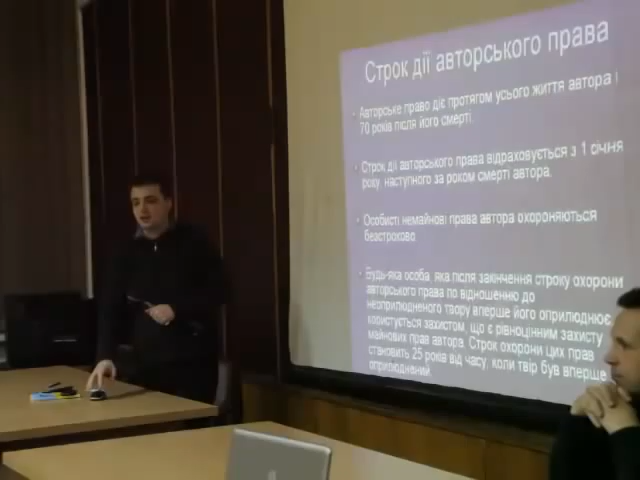 Строк дії авторського права
Авторське право діє протягом усього життя автора і
70 років після його смерті.
Строк дії авторського права відраховується з 1 січня
року, наступного за роком смерті автора.
Особисті немайнові права автора охороняються
безстроково.
Будь-яка особа, яка після закінчення строку охорони
авторського права по відношенню до
неоприлюдненого твору вперше його оприлюднює,
користується захистом, що є рівноцінним захисту
майнових прав автора. Строк охорони цих прав
становить 25 років від часу, коли твір був вперше
оприлюднений.